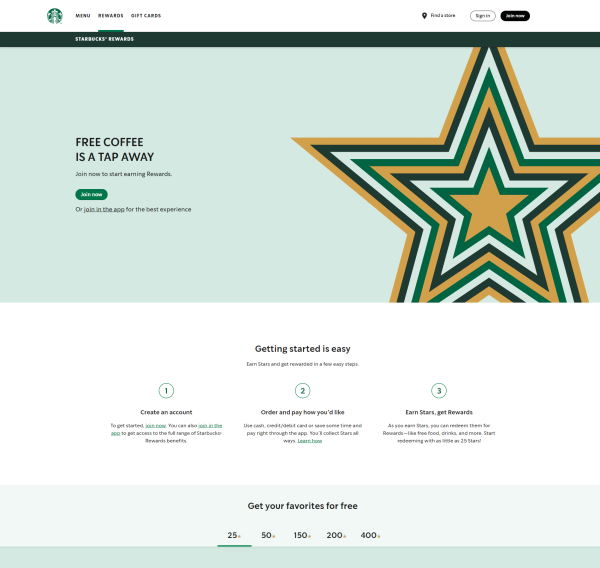 MENU REWARDS GIFT CARDS Find a store Sign in Join now
STARBUCKS® REWARDS
FREE COFFEE
IS A TAP AWAY
Join now to start earning Rewards.
Join now
Or join in the app for the best experience
Getting started is easy
Earn Stars and get rewarded in a few easy steps.
1
Create an account
To get started, join now. You can also join in the
app to get access to the full range of Starbucks®
Rewards benefits.
2
Order and pay how you'd like
Use cash, credit/debit card or save some time and
pay right through the app. You'll collect Stars all
ways. Learn how
3
Earn Stars, get Rewards
As you earn Stars, you can redeem them for
Rewards—like free food, drinks, and more. Start
redeeming with as little as 25 Stars!
Get your favorites for free
25★ 50★ 150★ 200★ 400★